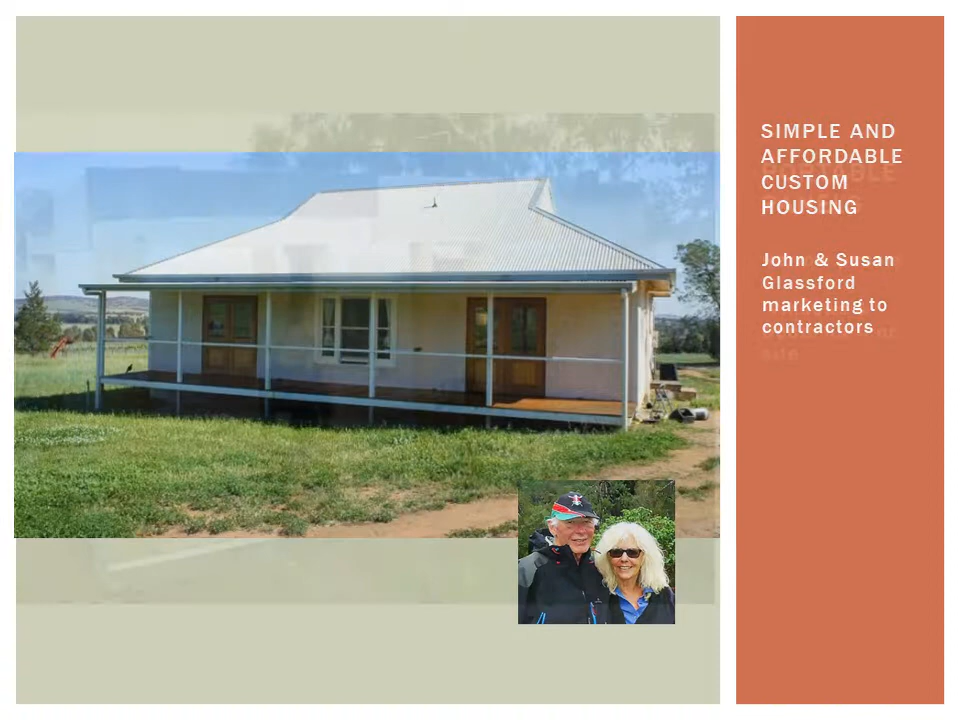 SIMPLE AND
AFFORDABLE
CUSTOM
HOUSING
John & Susan
Glassford
marketing to
contractors